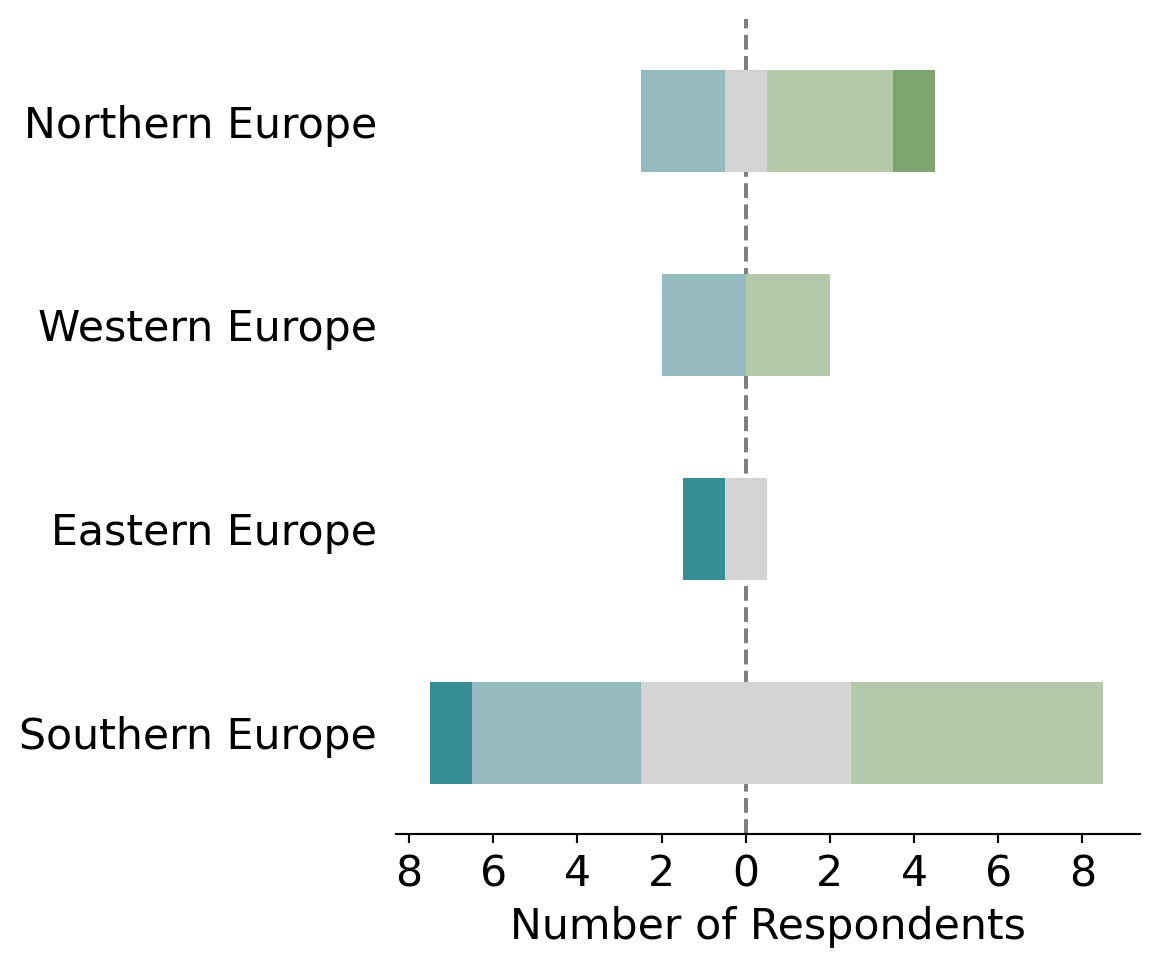 Northern Europe
Western Europe
Eastern Europe
Southern Europe
8 6 4 2 0 2 4 6 8
Number of Respondents